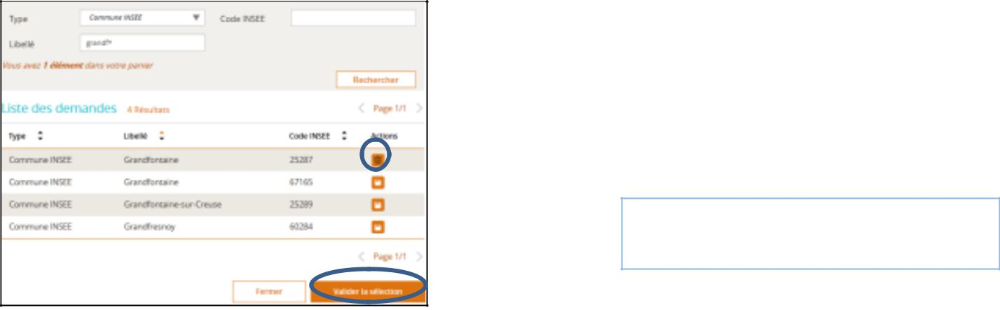 Type Commune INSEE Code INSEE
Libellé grandf*
Vous avez 1 élément dans votre panier
Rechercher
Liste des demandes 4 Résultats Page 1/1
Type Libellé Code INSEE Actions
Commune INSEE Grandfontaine 25287
Commune INSEE Grandfontaine 67165
Commune INSEE Grandfontaine-sur-Creuse 25289
Commune INSEE Grandfresnoy 60284
Page 1/1
Fermer Valider la sélection